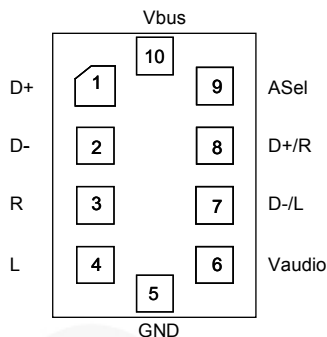 Vbus
10
D+ 1 9 ASel
D- 2 8 D+/R
R 3 7 D-/L
L 4 6 Vaudio
5
GND